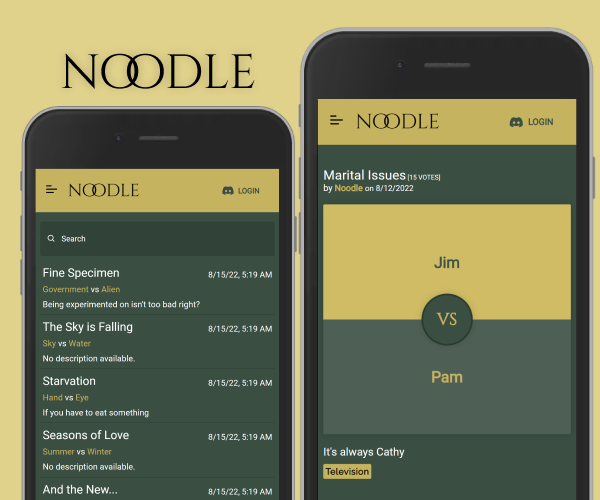 NOODLE
NOODLE
LOGIN
Search
Fine Specimen
8/15/22, 5:19 AM
Government vs Alien
Being experimented on isn't too bad right?
The Sky is Falling
8/15/22, 5:19 AM
Sky vs Water
No description available.
Starvation
8/15/22, 5:19 AM
Hand vs Eye
If you have to eat something
Seasons of Love
8/15/22, 5:19 AM
Summer vs Winter
No description available.
And the New...
8/15/22, 5:19 AM
NOODLE
LOGIN
Marital Issues [15 VOTES]
by Noodle on 8/12/2022
Jim
VS
Pam
It's always Cathy
Television